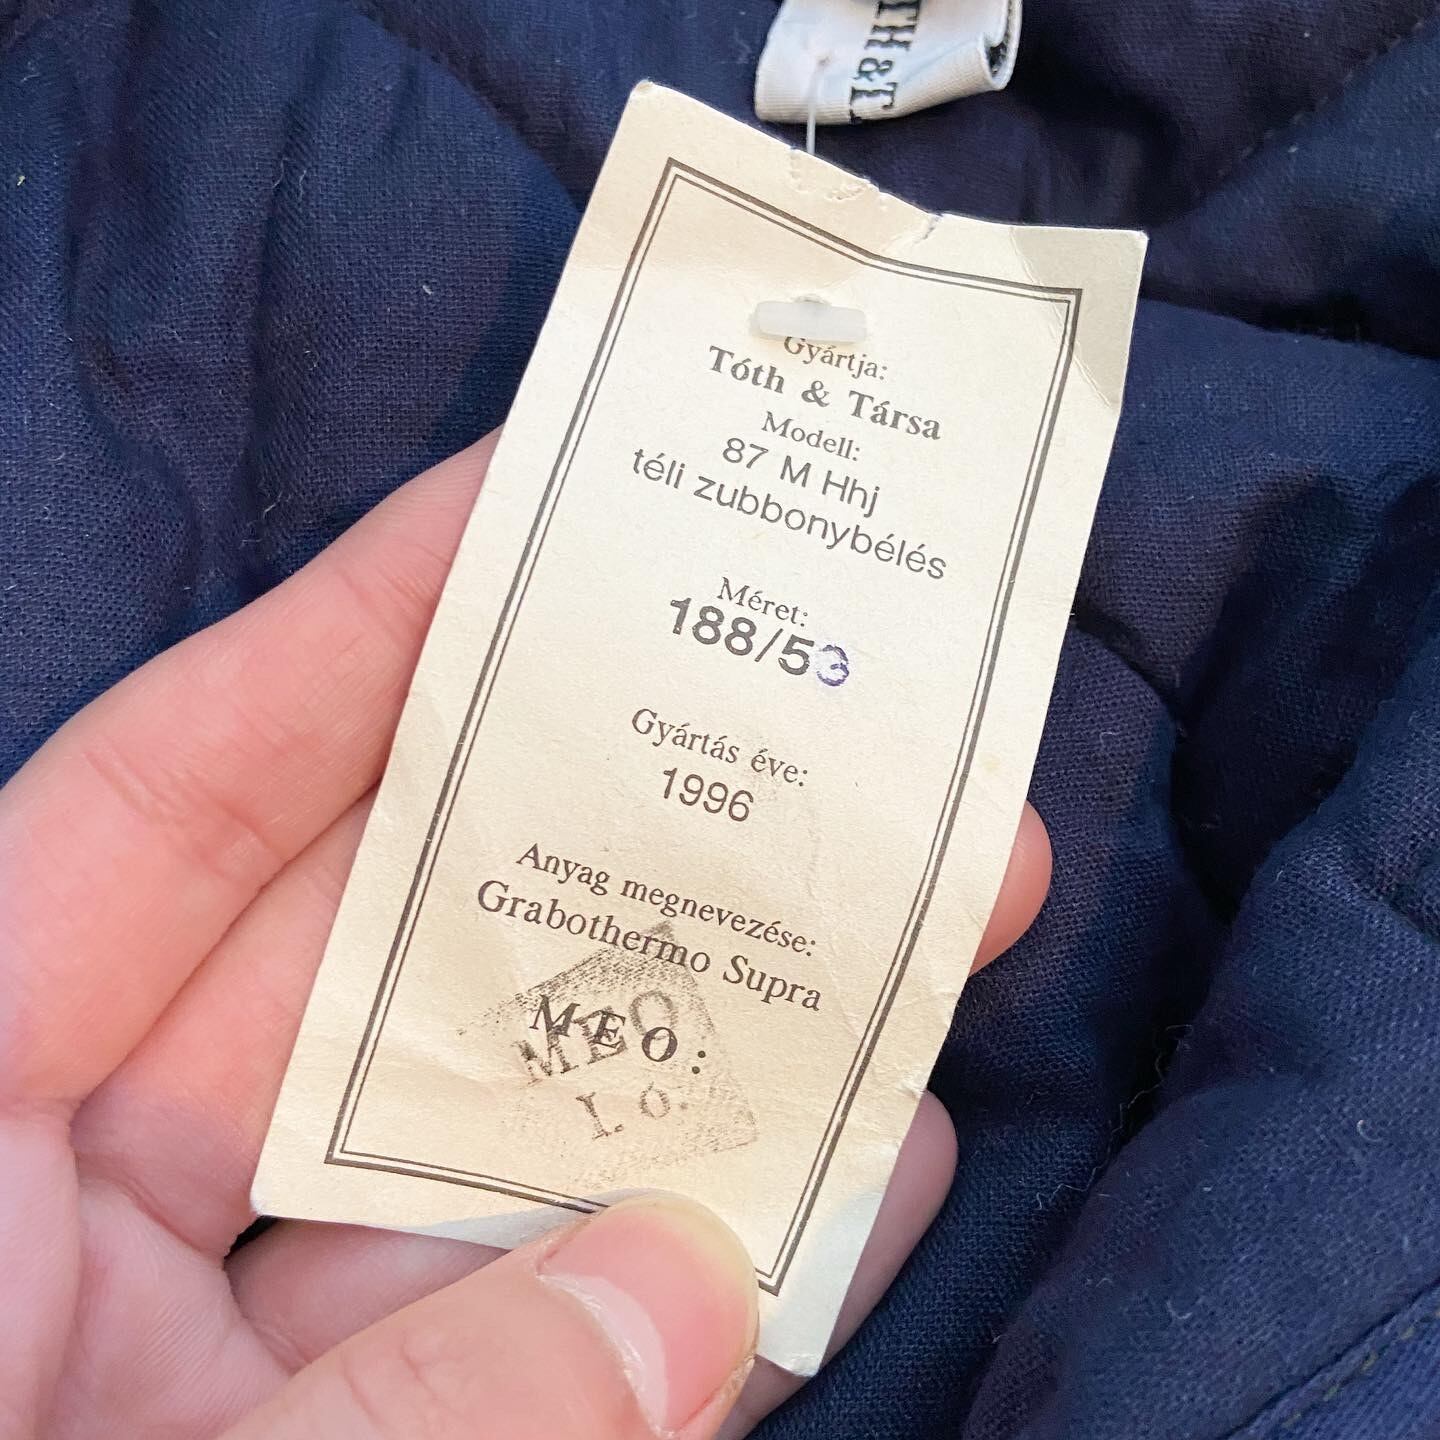 TH & T
Gyártja:
Tóth & Társa
Modell:
87 M Hhj
téli zubbonybélés
Méret:
188/53
Gyártás éve:
1996
Anyag megnevezése:
Grabothermo Supra
M E O :
MEO
I. ó.